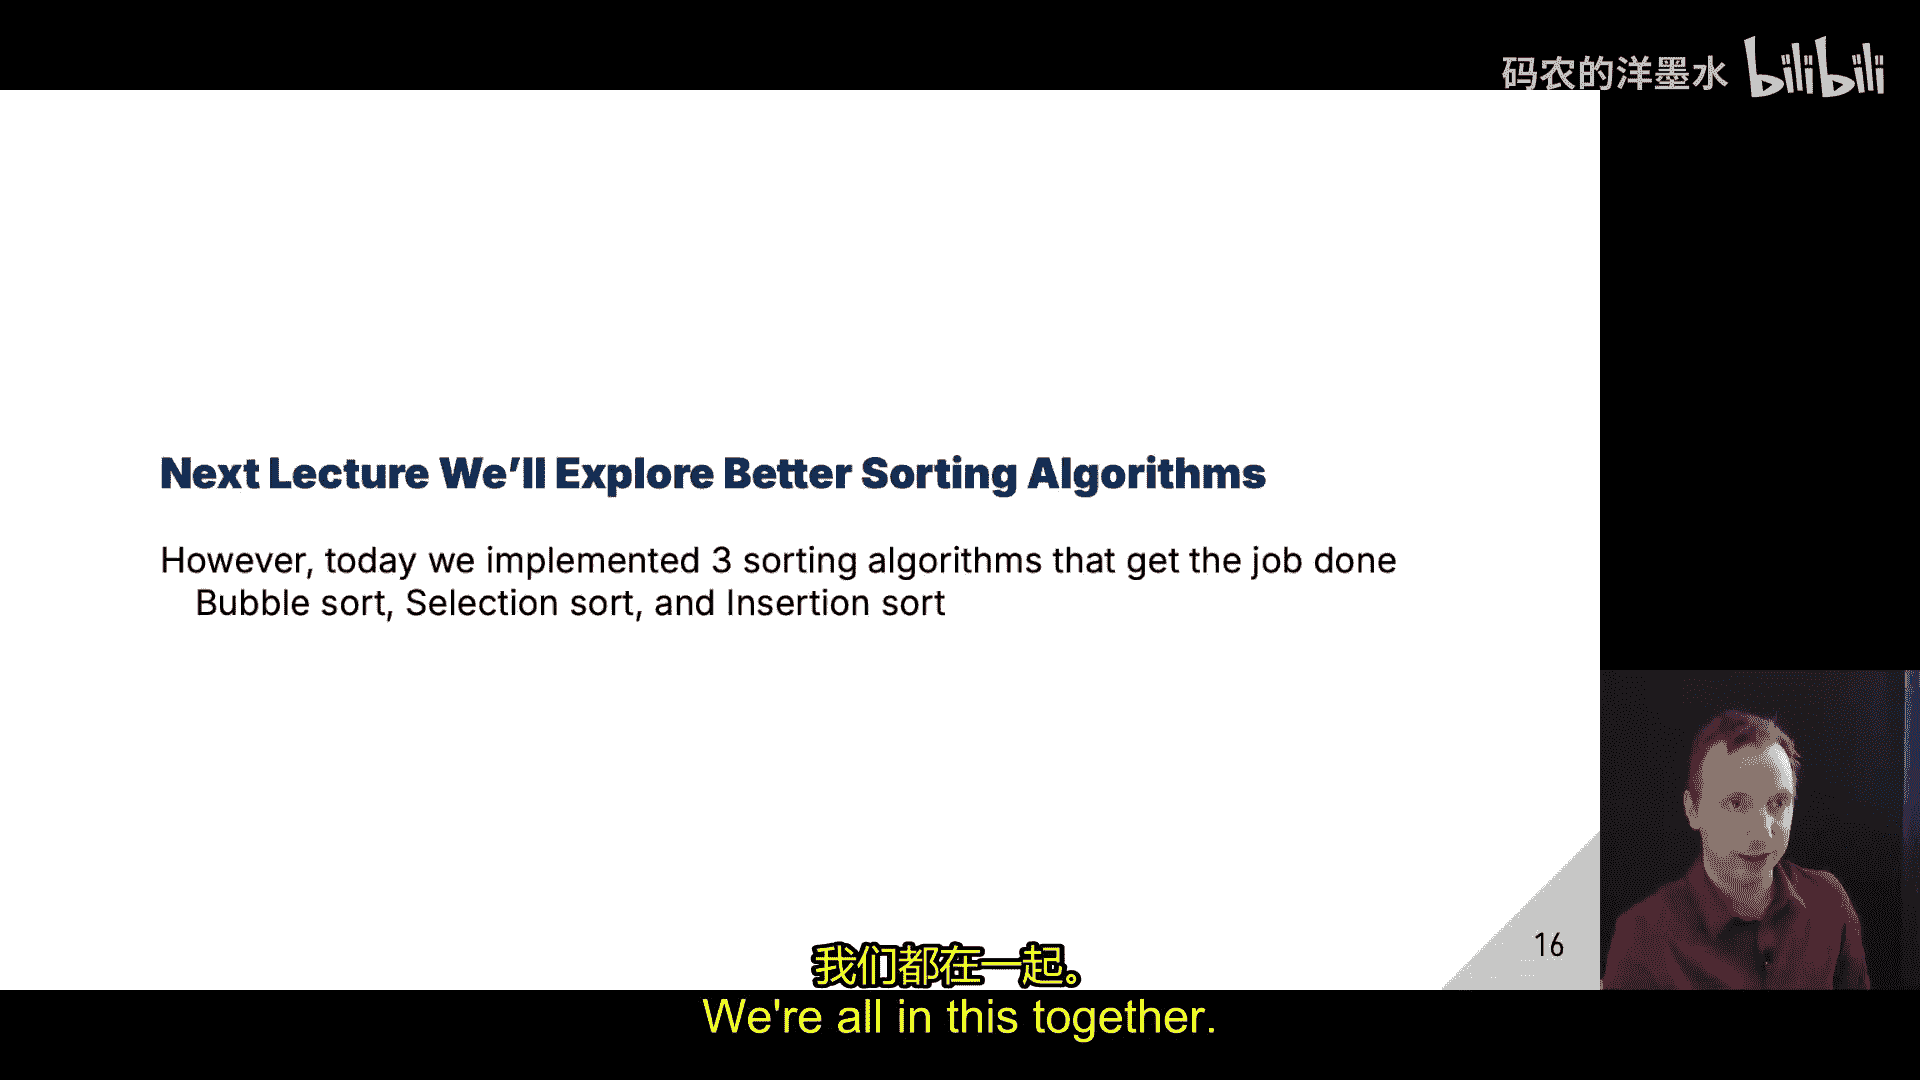 码农的洋墨水 bilibili
Next Lecture We’ll Explore Better Sorting Algorithms
However, today we implemented 3 sorting algorithms that get the job done
Bubble sort, Selection sort, and Insertion sort
16
我们都在一起。
We're all in this together.